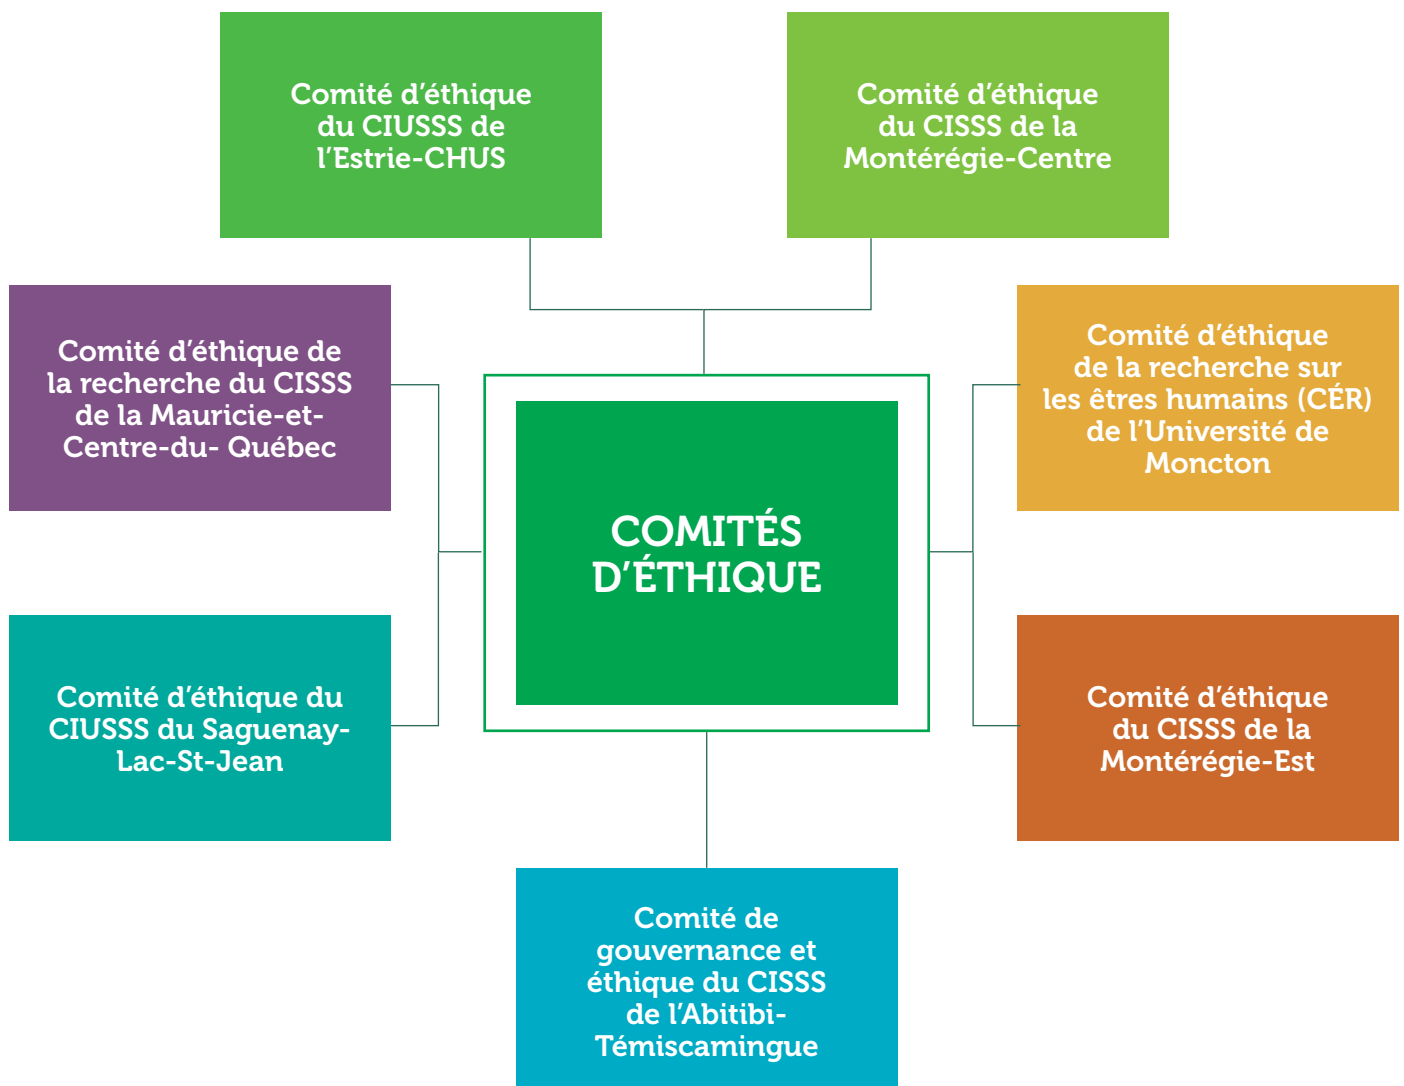 Comité d'éthique
du CIUSSS de
l'Estrie-CHUS
Comité d'éthique
du CISSS de la
Montérégie-Centre
Comité d'éthique de
la recherche du CISSS
de la Mauricie-et-
Centre-du- Québec
Comité d'éthique
de la recherche sur
les êtres humains (CÉR)
de l'Université de
Moncton
COMITÉS
D'ÉTHIQUE
Comité d'éthique du
CIUSSS du Saguenay-
Lac-St-Jean
Comité d'éthique
du CISSS de la
Montérégie-Est
Comité de
gouvernance et
éthique du CISSS
de l'Abitibi-
Témiscamingue